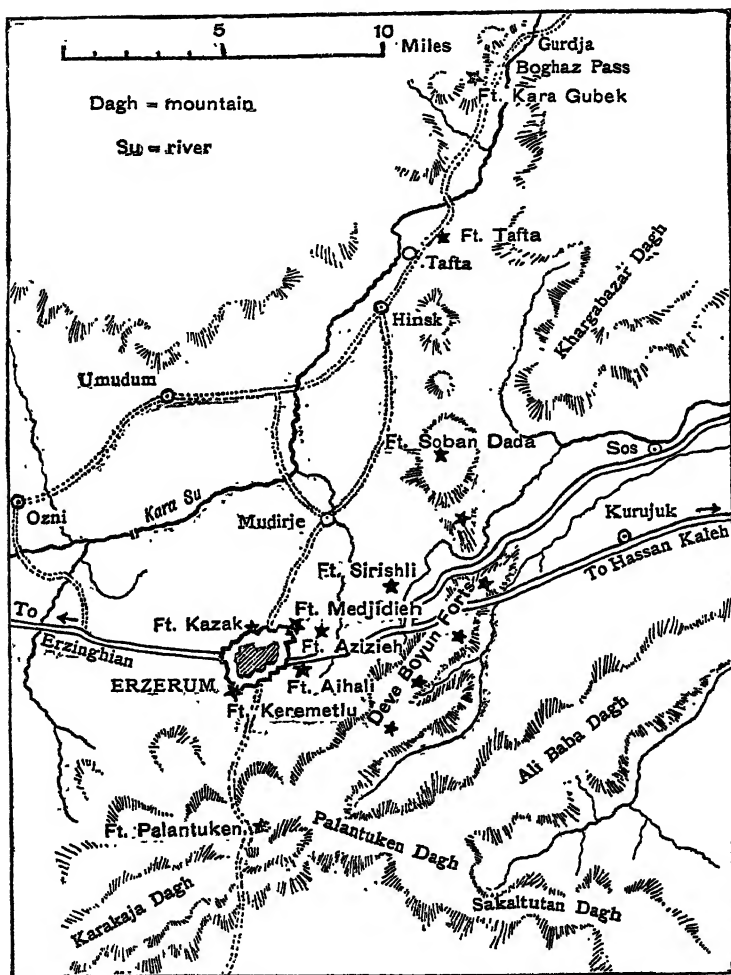 5
10
Miles
Dagh = mountain
Su = river
Gurdja
Boghaz Pass
Ft. Kara Gubek
Ft. Tafta
Tafta
Khargabazar Dagh
Hinsk
Umudum
Ft. Soban Dada
Sos
Ozni
Kara Su
Mudirje
Kurujuk
To Hassan Kaleh
Ft. Sirishli
Ft. Medjidieh
Ft. Kazak
To
Erzinghian
Ft. Azizieh
Deve Boyun Forts
ERZERUM
Ft. Aihali
Ft. Keremetlu
Ali Baba Dagh
Ft. Palantuken
Palantuken Dagh
Karakaja Dagh
Sakaltutan Dagh